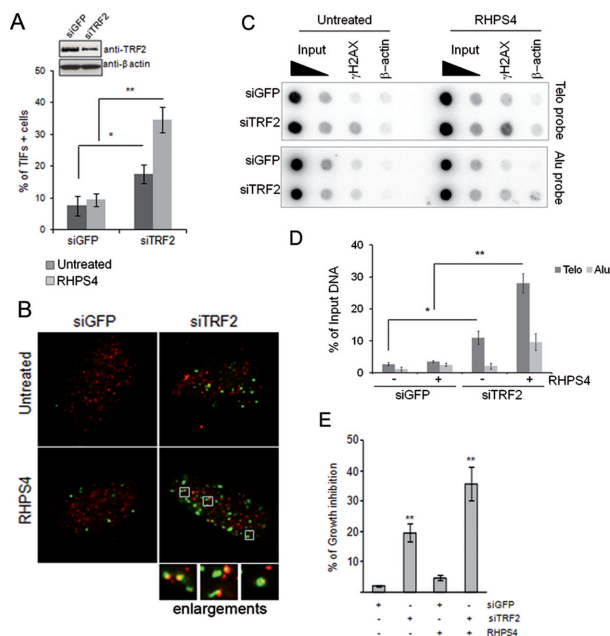 A
siGFP
siTRF2
anti-TRF2
anti-β actin
% of TIFs + cells
50
40
30
20
10
0
*
**
siGFP
siTRF2
Untreated
RHPS4
B
siGFP
siTRF2
Untreated
RHPS4
enlargements
C
Untreated
RHPS4
Input
γH2AX
β-actin
Input
γH2AX
β-actin
siGFP
siTRF2
Telo probe
siGFP
siTRF2
Alu probe
D
% of Input DNA
40
30
20
10
0
*
**
Telo
Alu
- + - + RHPS4
siGFP
siTRF2
E
% of Growth inhibition
50
40
30
20
10
0
**
**
+ - + - siGFP
- + - + siTRF2
- - + + RHPS4